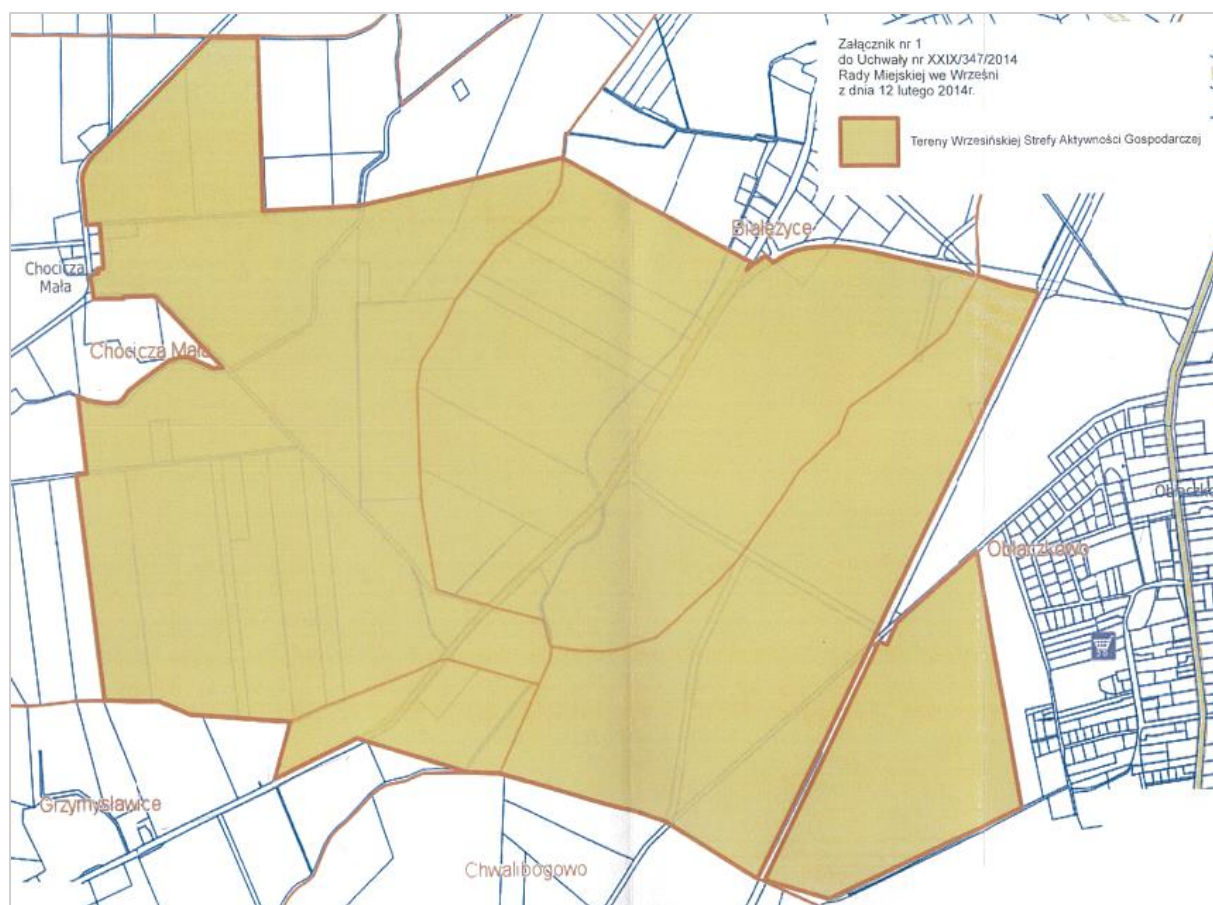 Załącznik nr 1
do Uchwały nr XXIX/347/2014
Rady Miejskiej we Wrześni
z dnia 12 lutego 2014r.
Tereny Wrzesińskiej Strefy Aktywności Gospodarczej
Białężyce
Chocicza
Mała
Chocicza Mała
Obłaczkowo
Grzymysławice
Chwalibogowo